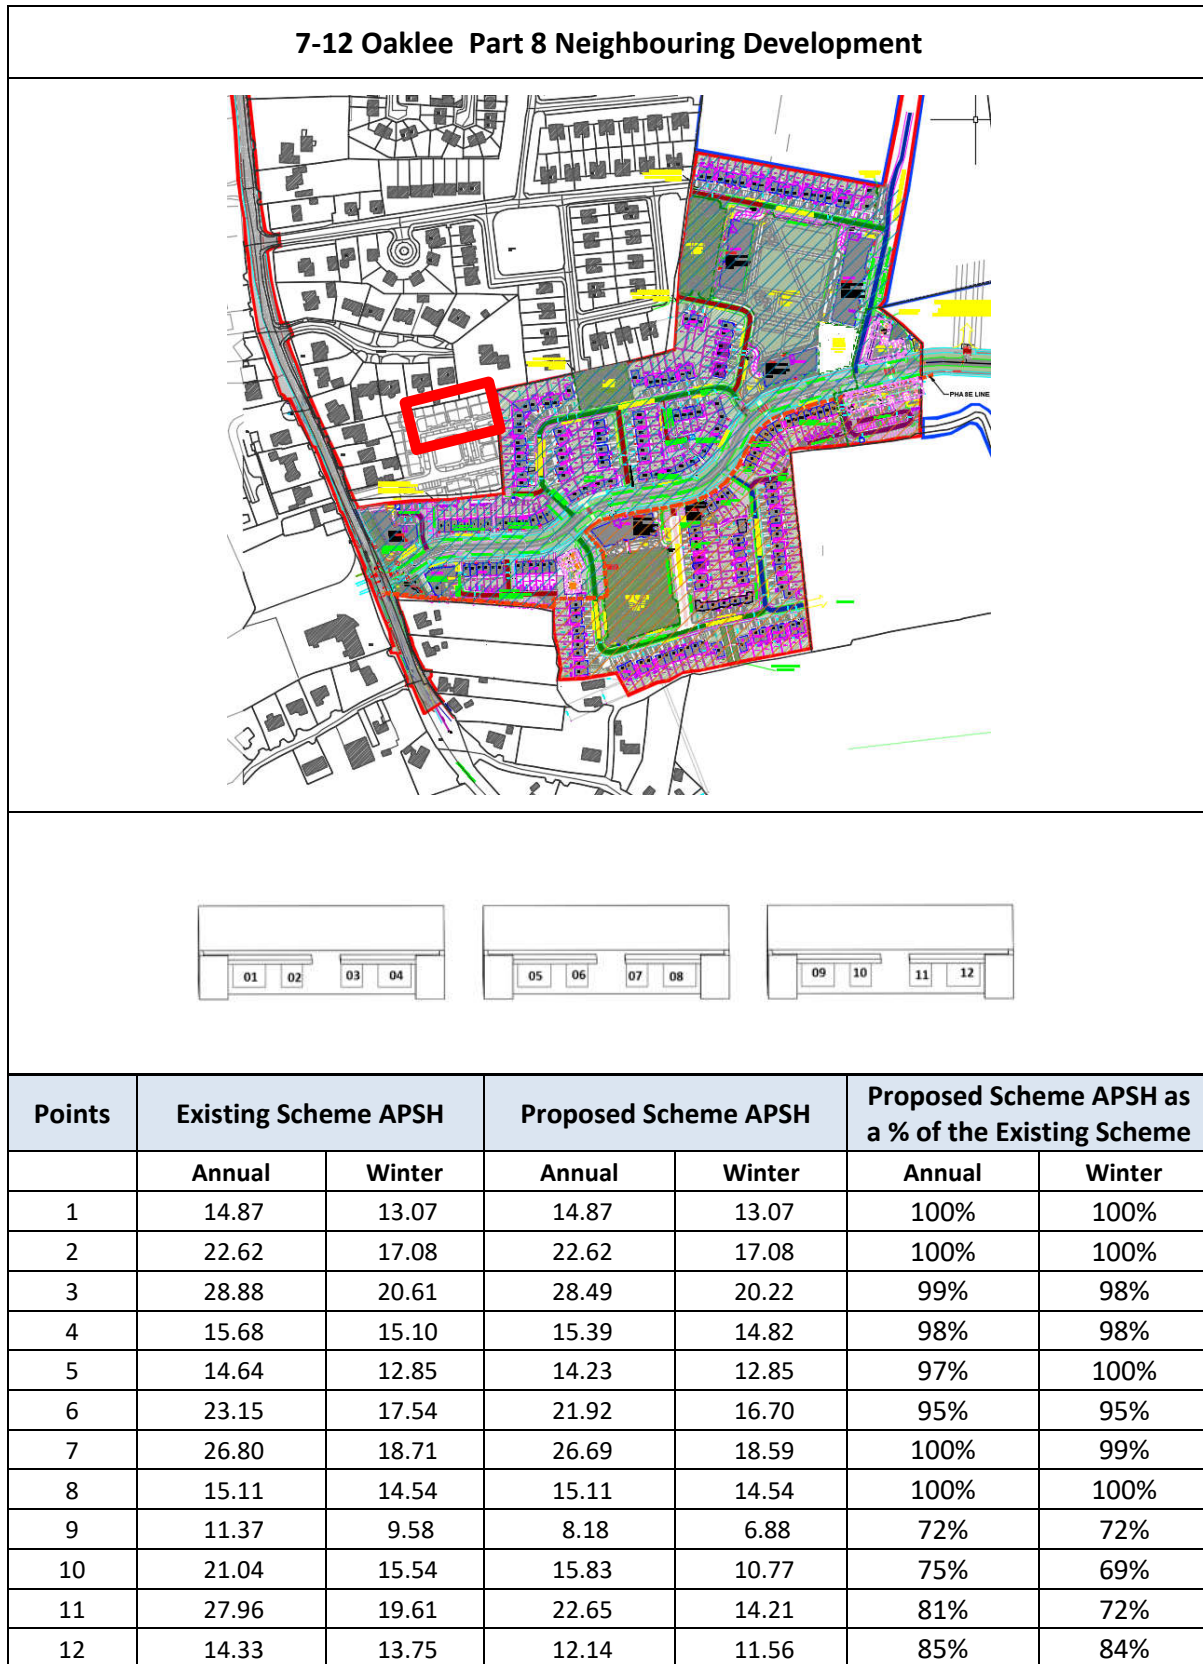 7-12 Oaklee Part 8 Neighbouring Development
PHASE LINE
01 02 03 04 05 06 07 08 09 10 11 12
Points Existing Scheme APSH Proposed Scheme APSH Proposed Scheme APSH as
a % of the Existing Scheme
Annual Winter Annual Winter Annual Winter
1 14.87 13.07 14.87 13.07 100% 100%
2 22.62 17.08 22.62 17.08 100% 100%
3 28.88 20.61 28.49 20.22 99% 98%
4 15.68 15.10 15.39 14.82 98% 98%
5 14.64 12.85 14.23 12.85 97% 100%
6 23.15 17.54 21.92 16.70 95% 95%
7 26.80 18.71 26.69 18.59 100% 99%
8 15.11 14.54 15.11 14.54 100% 100%
9 11.37 9.58 8.18 6.88 72% 72%
10 21.04 15.54 15.83 10.77 75% 69%
11 27.96 19.61 22.65 14.21 81% 72%
12 14.33 13.75 12.14 11.56 85% 84%